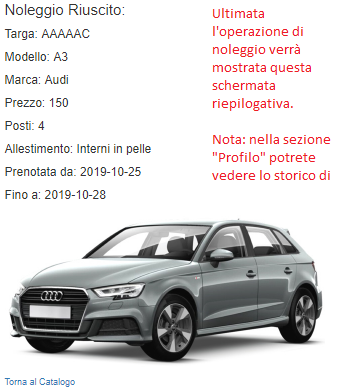 Noleggio Riuscito:
Targa: AAAAAC
Modello: A3
Marca: Audi
Prezzo: 150
Posti: 4
Allestimento: Interni in pelle
Prenotata da: 2019-10-25
Fino a: 2019-10-28
Ultimata
l'operazione di
noleggio verrà
mostrata questa
schermata
riepilogativa.
Nota: nella sezione
"Profilo" potrete
vedere lo storico di
Torna al Catalogo